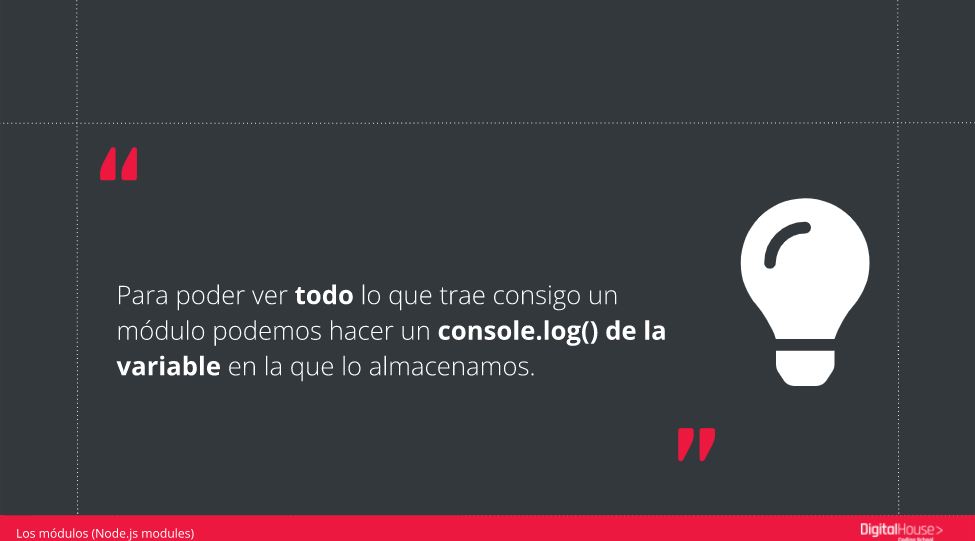 “
Para poder ver todo lo que trae consigo un
módulo podemos hacer un console.log() de la
variable en la que lo almacenamos.
”
Los módulos (Node.js modules)
DigitalHouse>
Coding School